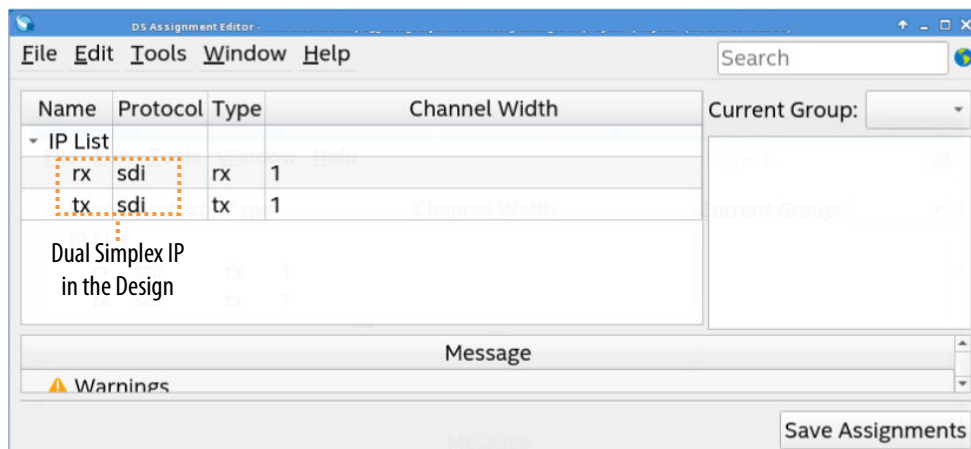 DS Assignment Editor -
File Edit Tools Window Help
Search
Name Protocol Type Channel Width
Current Group:
IP List
rx sdi rx 1
tx sdi tx 1
Dual Simplex IP
in the Design
Message
Warnings
Save Assignments